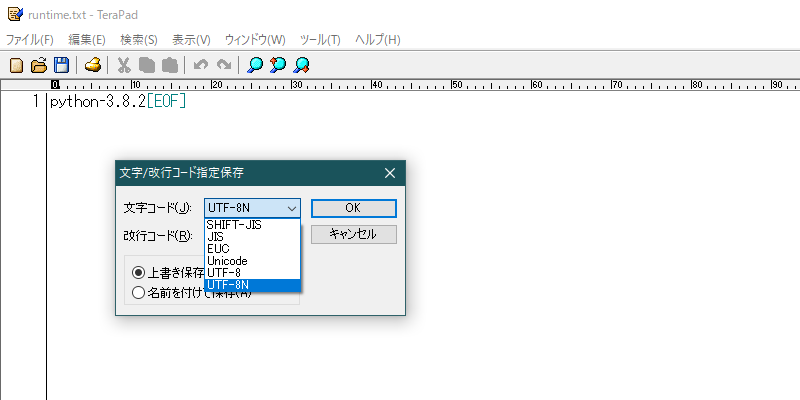 runtime.txt - TeraPad
ファイル(F) 編集(E) 検索(S) 表示(V) ウィンドウ(W) ツール(T) ヘルプ(H)
0 10 20 30 40 50 60 70 80 90
1 python-3.8.2[EOF]
文字/改行コード指定保存
文字コード(J): UTF-8N OK
SHIFT-JIS
改行コード(R): JIS キャンセル
EUC
Unicode
上書き保存 UTF-8
UTF-8N
名前を付けて保存(A)